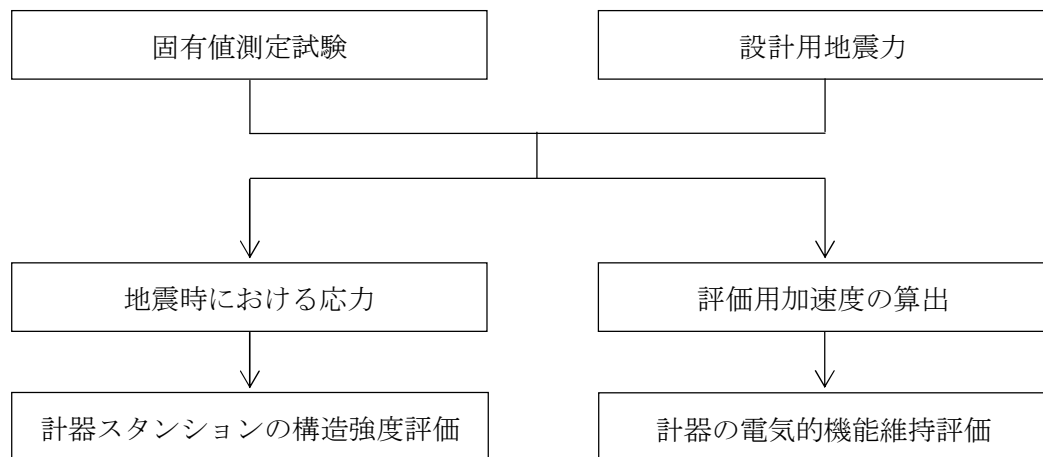 固有値測定試験
設計用地震力
地震時における応力
評価用加速度の算出
計器スタンションの構造強度評価
計器の電気的機能維持評価